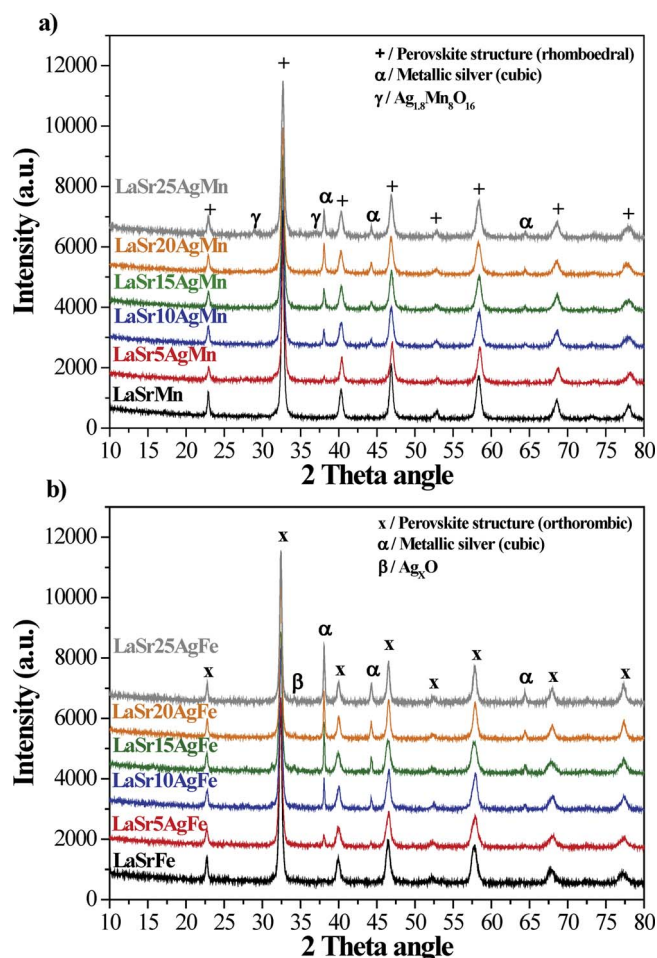 a)
+ / Perovskite structure (rhomboedral)
α / Metallic silver (cubic)
γ / Ag1.8Mn8O16
Intensity (a.u.)
12000
10000
8000
6000
4000
2000
0
LaSr25AgMn
LaSr20AgMn
LaSr15AgMn
LaSr10AgMn
LaSr5AgMn
LaSrMn
+ + γ γ α + α + + + α + +
10 15 20 25 30 35 40 45 50 55 60 65 70 75 80
2 Theta angle
b)
x / Perovskite structure (orthorombic)
α / Metallic silver (cubic)
β / AgXO
Intensity (a.u.)
12000
10000
8000
6000
4000
2000
0
LaSr25AgFe
LaSr20AgFe
LaSr15AgFe
LaSr10AgFe
LaSr5AgFe
LaSrFe
x x β α x α x x x α x x
10 15 20 25 30 35 40 45 50 55 60 65 70 75 80
2 Theta angle